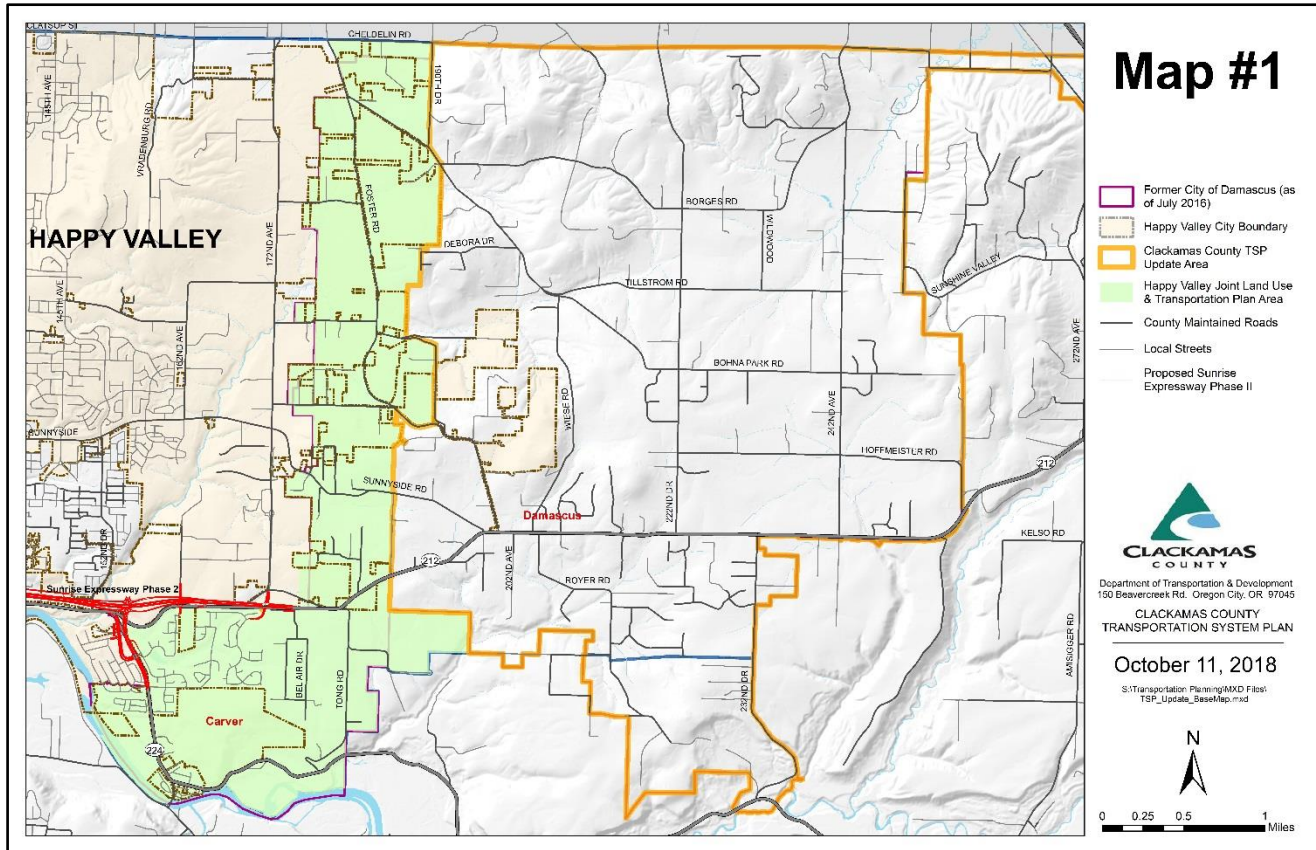 Map #1
CLATSOP ST
CHELDELIN RD
145TH AVE
VRADENBURG RD
190TH DR
172ND AVE
FOSTER RD
BORGES RD
WILDWOOD
HAPPY VALLEY
DEBORA DR
TILLSTROM RD
SUNSHINE VALLEY
145TH AVE
162ND AVE
272ND AVE
BOHNA PARK RD
WIESE RD
242ND AVE
SUNNYSIDE
HOFFMEISTER RD
212
SUNNYSIDE RD
222ND DR
Damascus
152ND DR
212
202ND AVE
KELSO RD
ROYER RD
Sunrise Expressway Phase 2
BEL AIR DR
TONG RD
232ND DR
AMISIGGER RD
Carver
224
Former City of Damascus (as
of July 2016)
Happy Valley City Boundary
Clackamas County TSP
Update Area
Happy Valley Joint Land Use
& Transportation Plan Area
County Maintained Roads
Local Streets
Proposed Sunrise
Expressway Phase II
CLACKAMAS
COUNTY
Department of Transportation & Development
150 Beavercreek Rd. Oregon City, OR 97045
CLACKAMAS COUNTY
TRANSPORTATION SYSTEM PLAN
October 11, 2018
S:\Transportation Planning\MXD Files\
TSP_Update_BaseMap.mxd
N
0 0.25 0.5 1
Miles